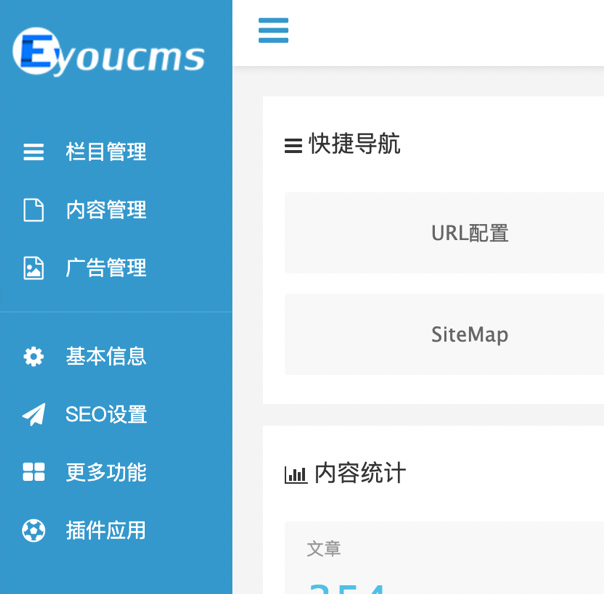 Eyoucms
栏目管理
内容管理
广告管理
基本信息
SEO设置
更多功能
插件应用
快捷导航
URL配置
SiteMap
内容统计
文章
354